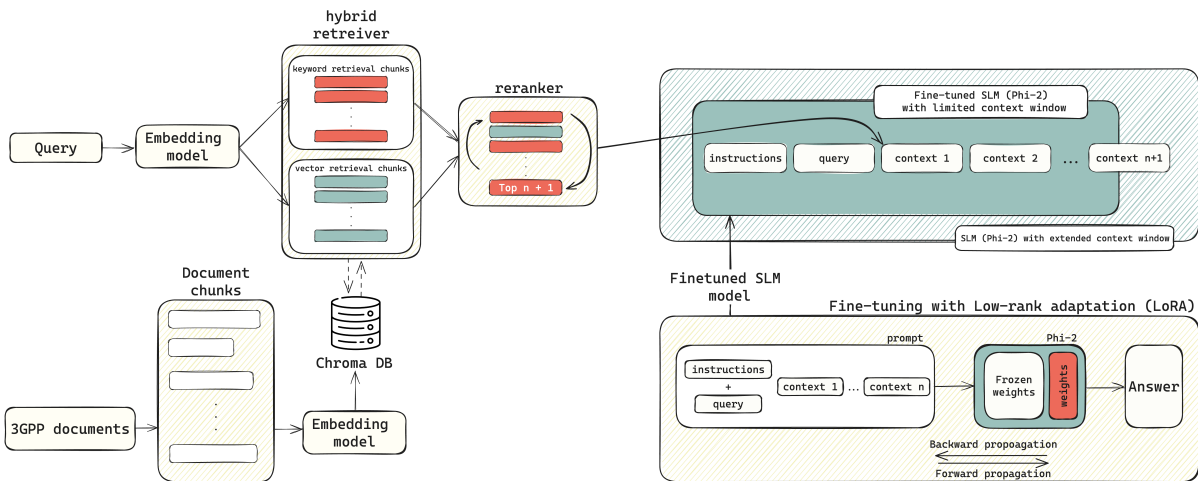 hybrid
retreiver
keyword retrieval chunks
vector retrieval chunks
Query
Embedding
model
reranker
Top n + 1
Fine-tuned SLM (Phi-2)
with limited context window
instructions
query
context 1
context 2
...
context n+1
SLM (Phi-2) with extended context window
Document
chunks
Chroma DB
3GPP documents
Embedding
model
Finetuned SLM
model
Fine-tuning with Low-rank adaptation (LoRA)
prompt
instructions
+
query
context 1
...
context n
Phi-2
Frozen
weights
weights
Answer
Backward propoagation
Forward propagation